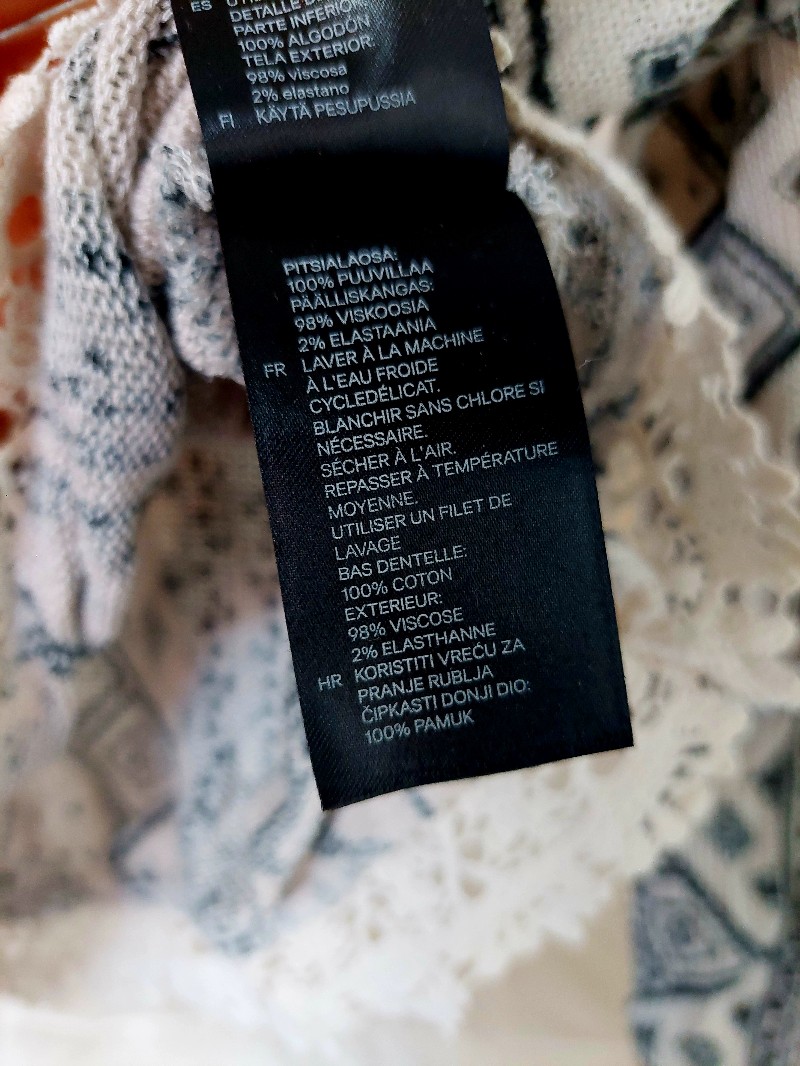 ES
DETALLE
PARTE INFERIOR
100% ALGODÓN
TELA EXTERIOR:
98% viscosa
2% elastano
FI KÄYTÄ PESUPUSSIA
PITSIALAOSA:
100% PUUVILLAA
PÄÄLLISKANGAS:
98% VISKOOSIA
2% ELASTAANIA
FR LAVER À LA MACHINE
À L'EAU FROIDE
CYCLEDÉLICAT.
BLANCHIR SANS CHLORE SI
NÉCESSAIRE.
SÉCHER À L'AIR.
REPASSER À TEMPÉRATURE
MOYENNE.
UTILISER UN FILET DE
LAVAGE
BAS DENTELLE:
100% COTON
EXTERIEUR:
98% VISCOSE
2% ELASTHANNE
HR KORISTITI VREĆU ZA
PRANJE RUBLJA
ČIPKASTI DONJI DIO:
100% PAMUK